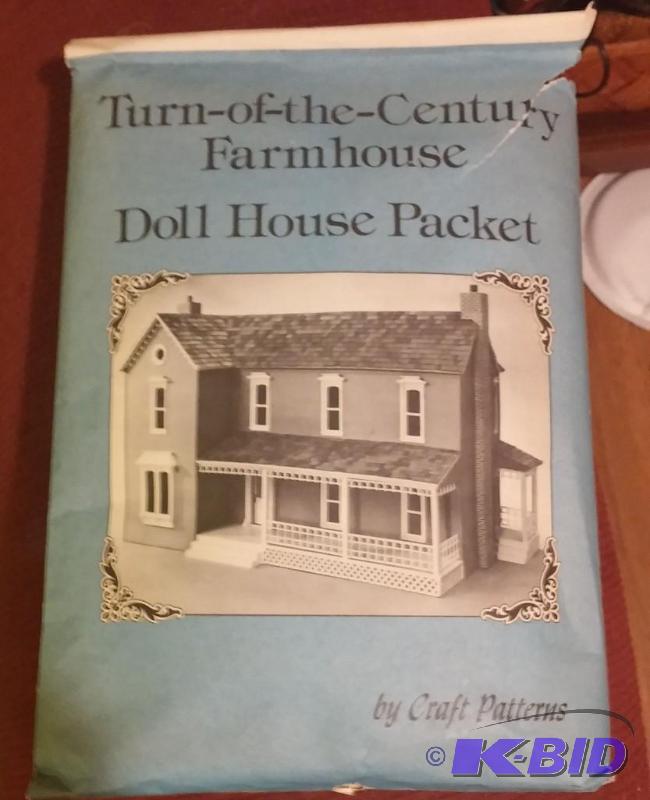 Turn-of-the-Century
Farmhouse
Doll House Packet
by Craft Patterns
© K-BID